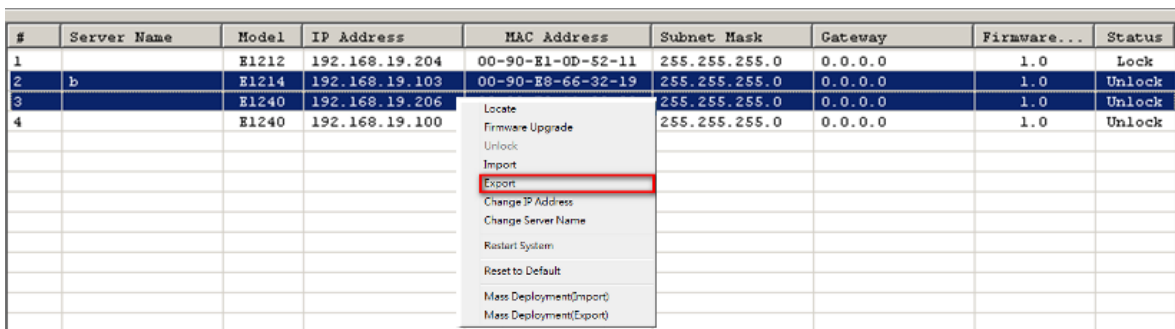 # Server Name Model IP Address MAC Address Subnet Mask Gateway Firmware... Status
1 E1212 192.168.19.204 00-90-E1-0D-52-11 255.255.255.0 0.0.0.0 1.0 Lock
2 b E1214 192.168.19.103 00-90-E8-66-32-19 255.255.255.0 0.0.0.0 1.0 Unlock
3 E1240 192.168.19.206 255.255.255.0 0.0.0.0 1.0 Unlock
4 E1240 192.168.19.100 255.255.255.0 0.0.0.0 1.0 Unlock
Locate
Firmware Upgrade
Unlock
Import
Export
Change IP Address
Change Server Name
Restart System
Reset to Default
Mass Deployment(Import)
Mass Deployment(Export)